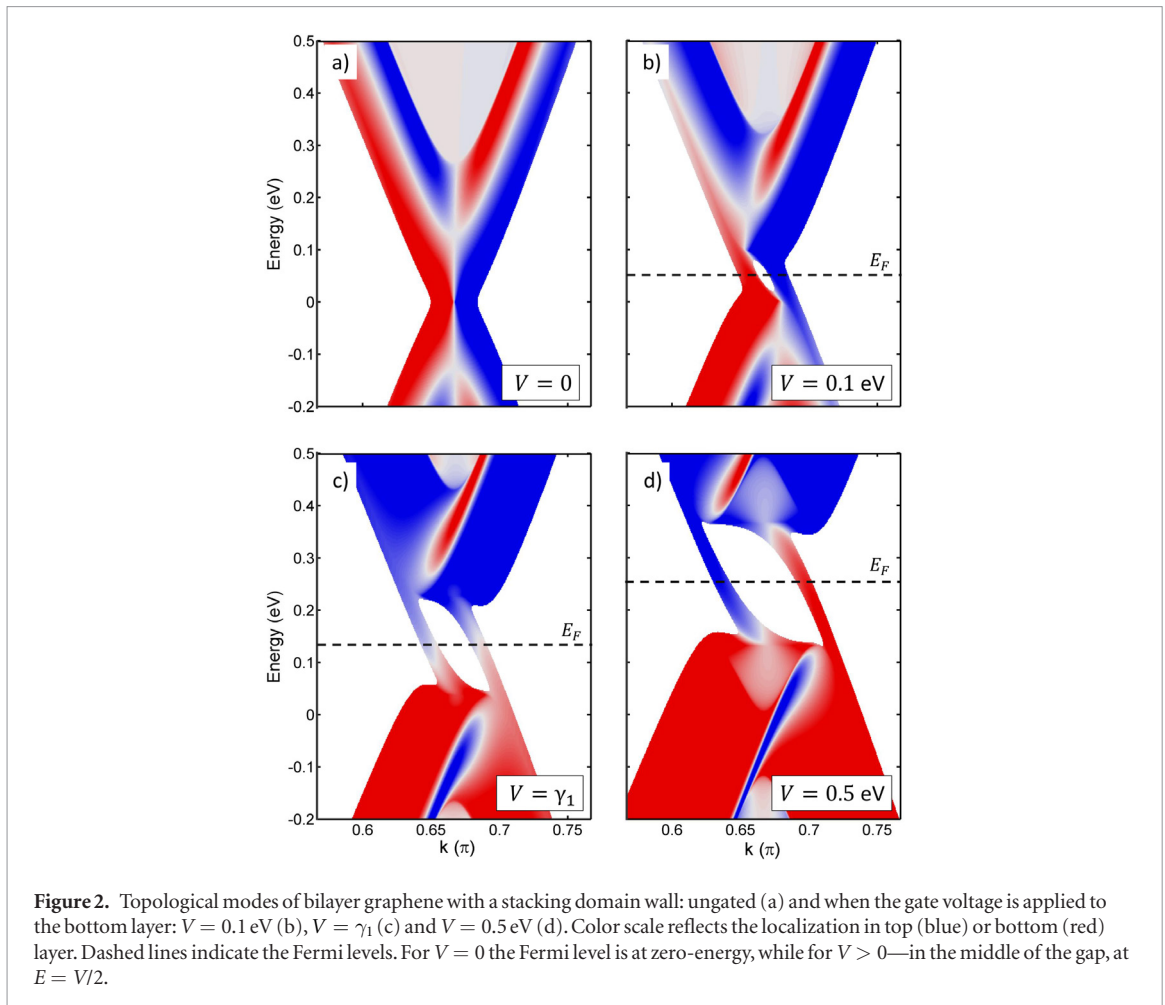 a)
b)
0.5
0.4
0.3
0.2
0.1
0
-0.1
-0.2
Energy (eV)
E_F
V = 0
V = 0.1 eV
c)
d)
0.5
0.4
0.3
0.2
0.1
0
-0.1
-0.2
Energy (eV)
E_F
E_F
V = γ₁
V = 0.5 eV
0.6 0.65 0.7 0.75
k (π)
0.6 0.65 0.7 0.75
k (π)
Figure 2. Topological modes of bilayer graphene with a stacking domain wall: ungated (a) and when the gate voltage is applied to
the bottom layer: V = 0.1 eV (b), V = γ₁ (c) and V = 0.5 eV (d). Color scale reflects the localization in top (blue) or bottom (red)
layer. Dashed lines indicate the Fermi levels. For V = 0 the Fermi level is at zero-energy, while for V > 0—in the middle of the gap, at
E = V/2.